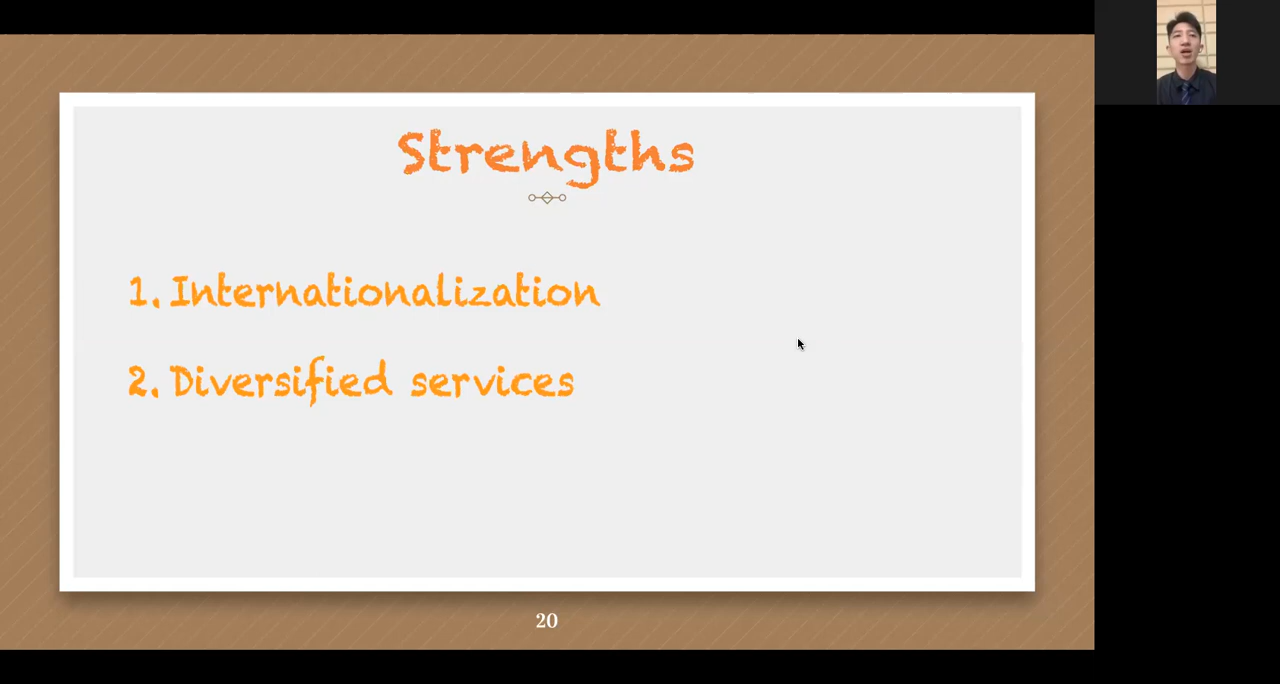 Strengths
1. Internationalization
2. Diversified services
20